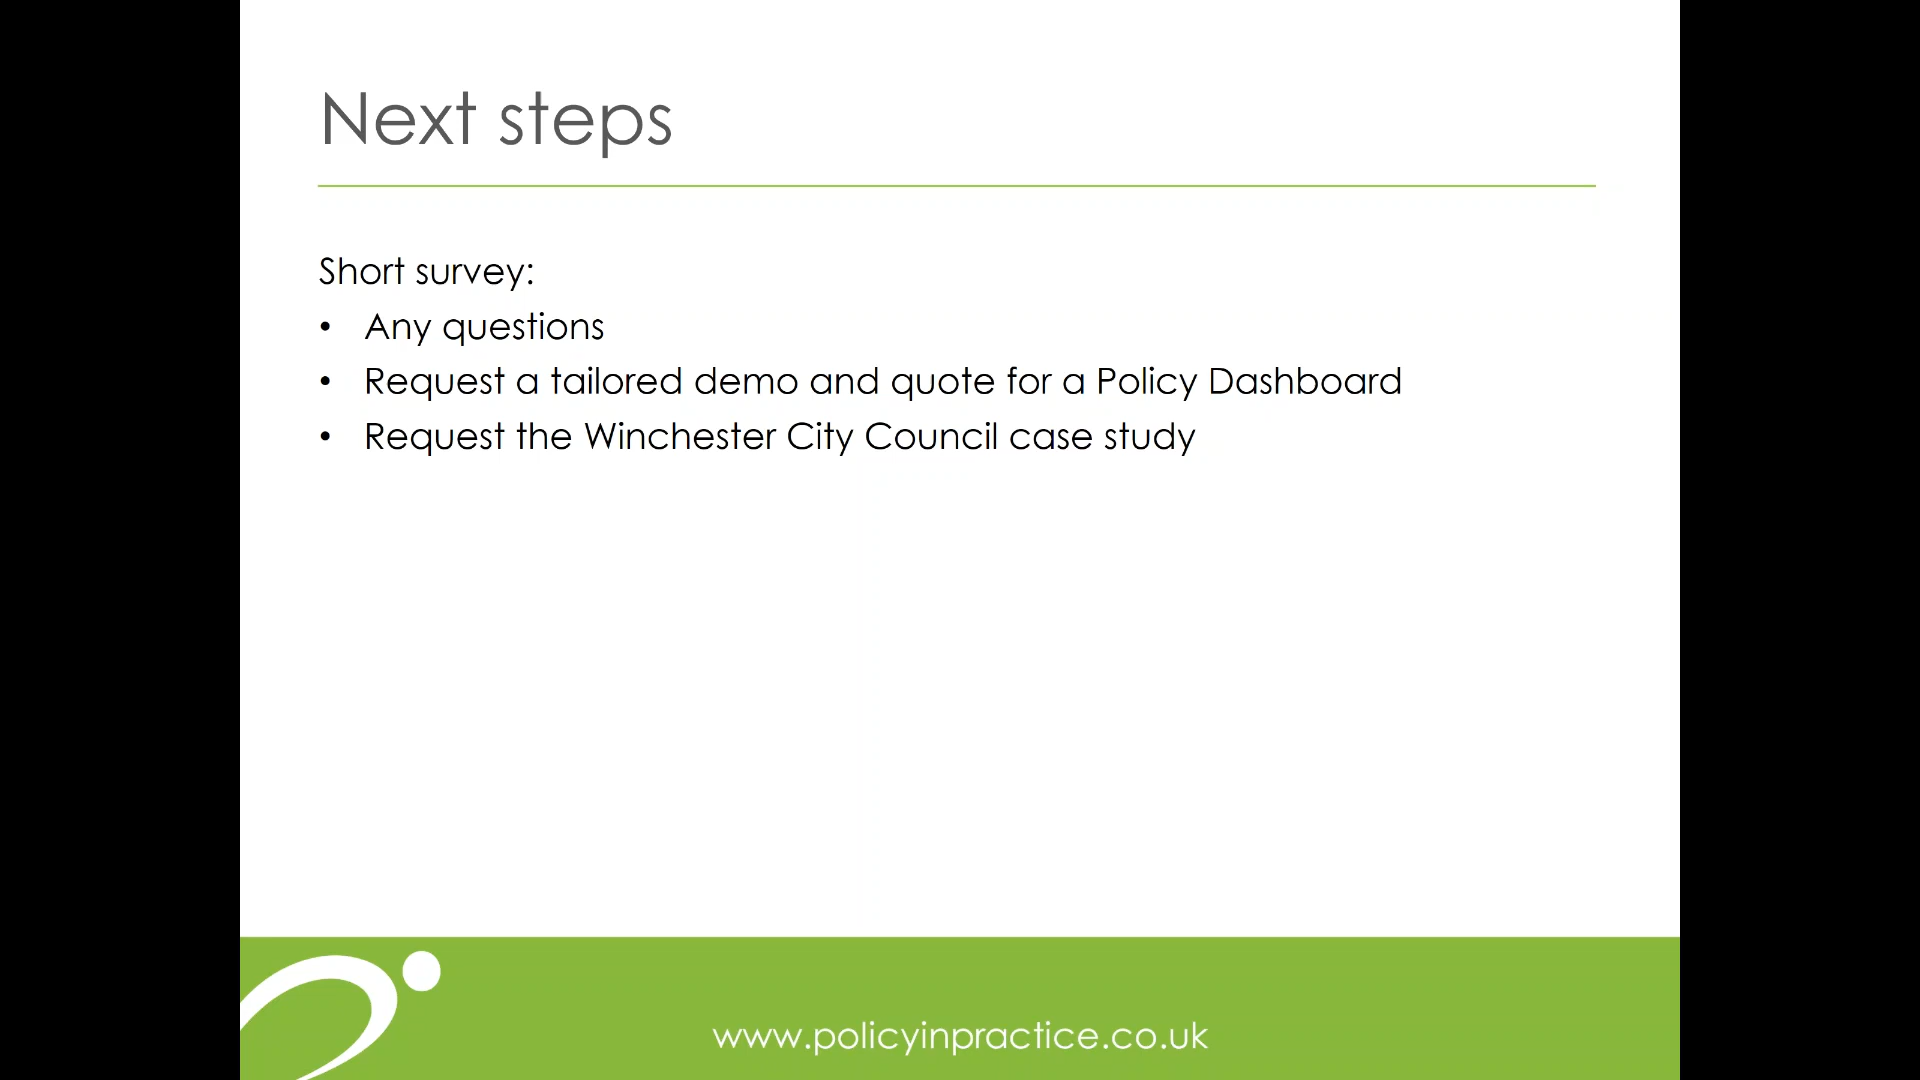 Next steps
Short survey:
• Any questions
• Request a tailored demo and quote for a Policy Dashboard
• Request the Winchester City Council case study
www.policyinpractice.co.uk